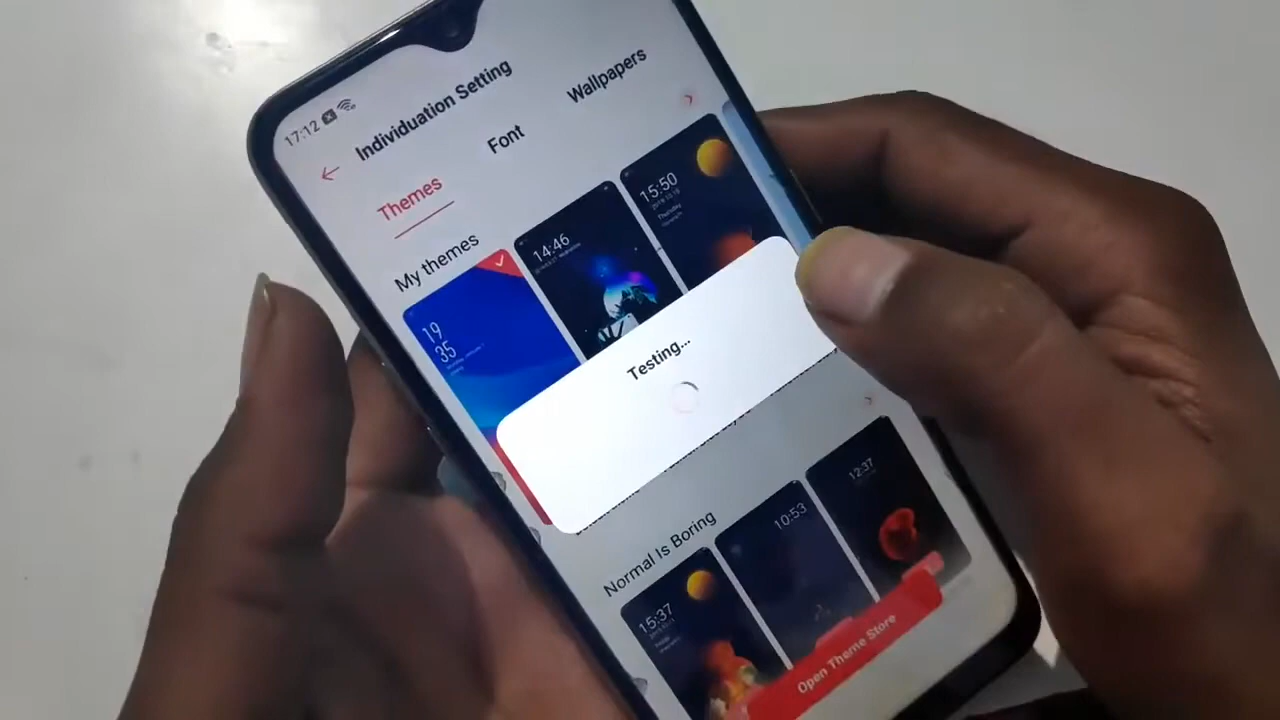 17:12
Individuation Setting
Themes
Font
Wallpapers
My themes
19
35
14:46
15:50
Testing...
Normal Is Boring
15:37
10:53
12:37
Open Theme Store